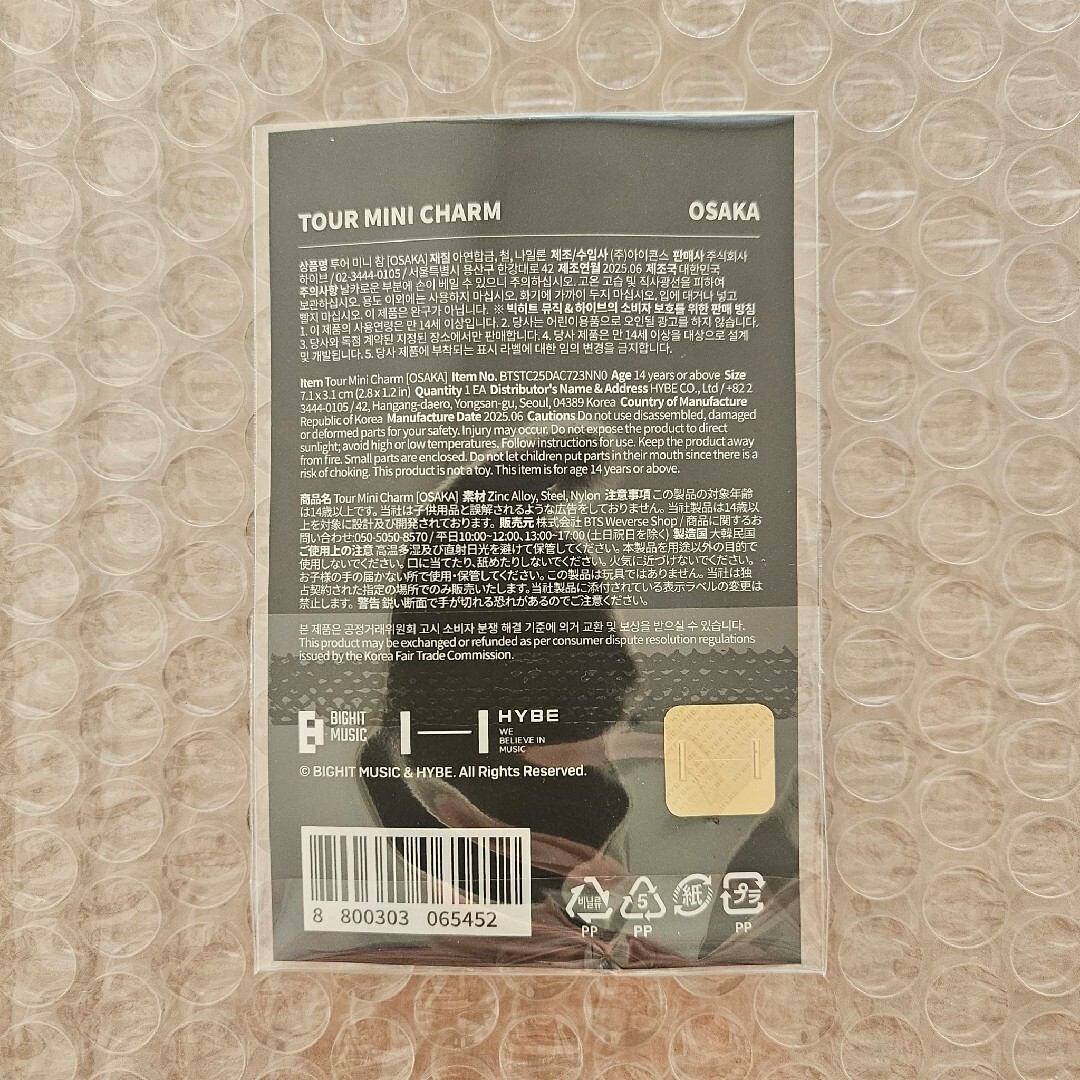 TOUR MINI CHARM OSAKA
상품명 투어 미니 참 [OSAKA] 재질 아연합금, 철, 나일론 제조/수입사 (주)아이콘스 판매사 주식회사
하이브 / 02-3444-0105 / 서울특별시 용산구 한강대로 42 제조연월 2025.06 제조국 대한민국
주의사항 날카로운 부분에 손이 베일 수 있으니 주의하십시오. 고온 고습 및 직사광선을 피하여
보관하십시오. 용도 이외에는 사용하지 마십시오. 화기에 가까이 두지 마십시오. 입에 대거나 넣고
빨지 마십시오. 이 제품은 완구가 아닙니다. ※ 빅히트 뮤직 & 하이브의 소비자 보호를 위한 판매 방침
1. 이 제품의 사용연령은 만 14세 이상입니다. 2. 당사는 어린이용품으로 오인될 광고를 하지 않습니다.
3. 당사와 독점 계약된 지정된 장소에서만 판매합니다. 4. 당사 제품은 만 14세 이상을 대상으로 설계
및 개발됩니다. 5. 당사 제품에 부착되는 표시 라벨에 대한 임의 변경을 금지합니다.
Item Tour Mini Charm [OSAKA] Item No. BTSTC25DAC723NN0 Age 14 years or above Size
7.1 x 3.1 cm (2.8 x 1.2 in) Quantity 1 EA Distributor's Name & Address HYBE CO., Ltd / +82 2
3444-0105 / 42, Hangang-daero, Yongsan-gu, Seoul, 04389 Korea Country of Manufacture
Republic of Korea Manufacture Date 2025.06 Cautions Do not use disassembled, damaged
or deformed parts for your safety. Injury may occur. Do not expose the product to direct
sunlight; avoid high or low temperatures. Follow instructions for use. Keep the product away
from fire. Small parts are enclosed. Do not let children put parts in their mouth since there is a
risk of choking. This product is not a toy. This item is for age 14 years or above.
商品名 Tour Mini Charm [OSAKA] 素材 Zinc Alloy, Steel, Nylon 注意事項 この製品の対象年齢
は14歳以上です。当社は子供用品と誤解されるような広告をしておりません。当社製品は14歳以
上を対象に設計及び開発されております。販売元 株式会社 BTS Weverse Shop / 商品に関するお
問い合わせ:050-5050-8570 / 平日10:00~12:00、13:00~17:00 (土日祝日を除く) 製造国 大韓民国
ご使用上の注意 高温多湿及び直射日光を避けて保管してください。本製品を用途以外の目的で
使用しないでください。口に当てたり、舐めたりしないでください。火気に近づけないでください。
お子様の手の届かない所で使用・保管してください。この製品は玩具ではありません。当社は独
占契約された指定の場所でのみ販売いたします。当社製品に添付されている表示ラベルの変更は
禁止します。警告 鋭い断面で手が切れる恐れがあるのでご注意ください。
본 제품은 공정거래위원회 고시 소비자 분쟁 해결 기준에 의거 교환 및 보상을 받으실 수 있습니다.
This product may be exchanged or refunded as per consumer dispute resolution regulations
issued by the Korea Fair Trade Commission.
BIGHIT
MUSIC
HYBE
WE
BELIEVE IN
MUSIC
© BIGHIT MUSIC & HYBE. All Rights Reserved.
8 800303 065452
비닐류 5 紙 プラ
PP PP PP